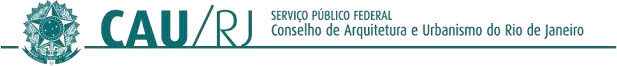 CAU/RJ
SERVIÇO PÚBLICO FEDERAL
Conselho de Arquitetura e Urbanismo do Rio de Janeiro